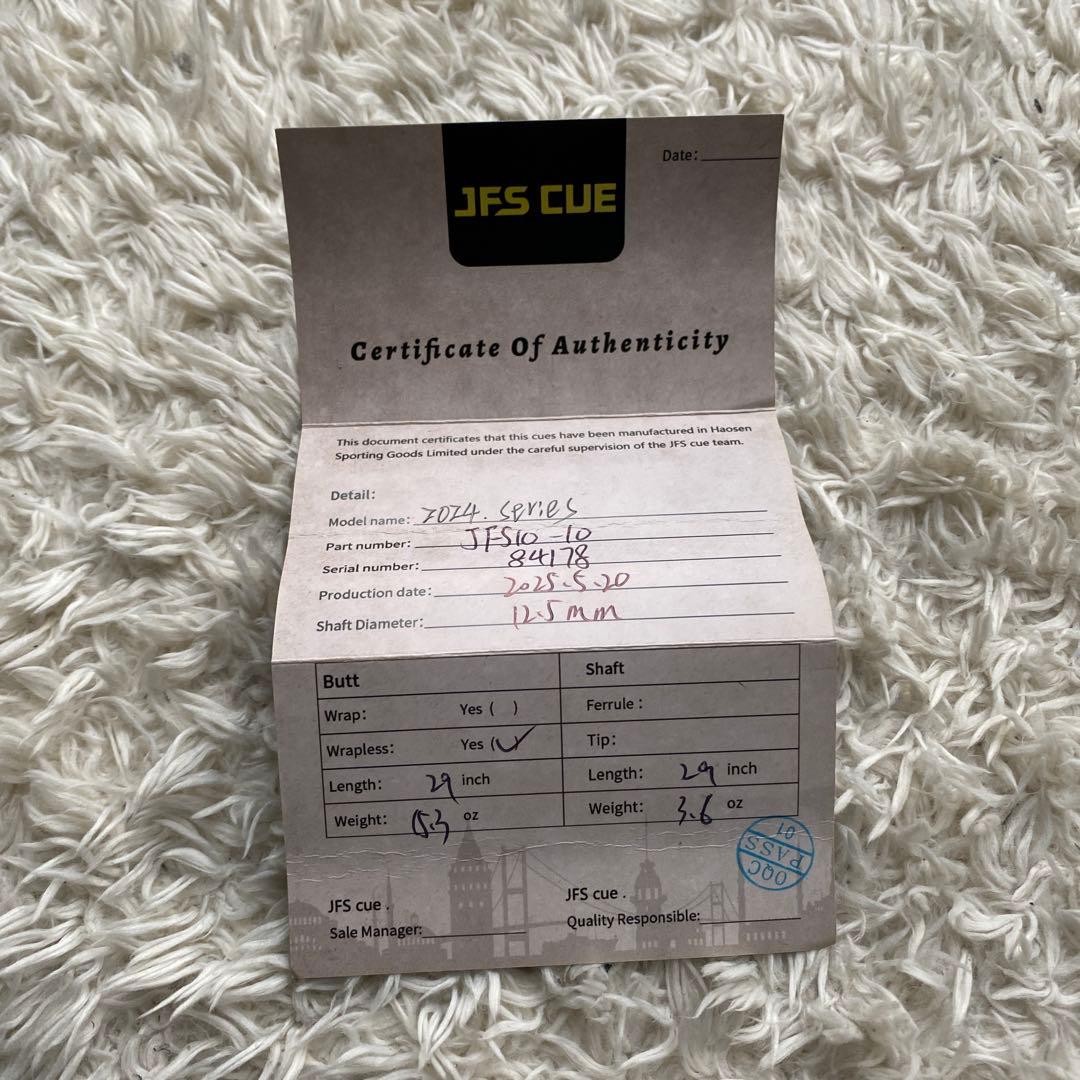 Date:
JFS CUE
Certificate Of Authenticity
This document certificates that this cues have been manufactured in Haosen
Sporting Goods Limited under the careful supervision of the JFS cue team.
Detail:
Model name: 2024. series
Part number: JFS10-10
Serial number: 84178
Production date: 2025.5.20
Shaft Diameter: 12.5mm
Butt Shaft
Wrap: Yes ( ) Ferrule :
Wrapless: Yes (✓) Tip:
Length: 29 inch Length: 29 inch
Weight: 15.3 oz Weight: 3.6 oz
OQC
PASS
01
JFS cue . JFS cue .
Sale Manager: Quality Responsible: